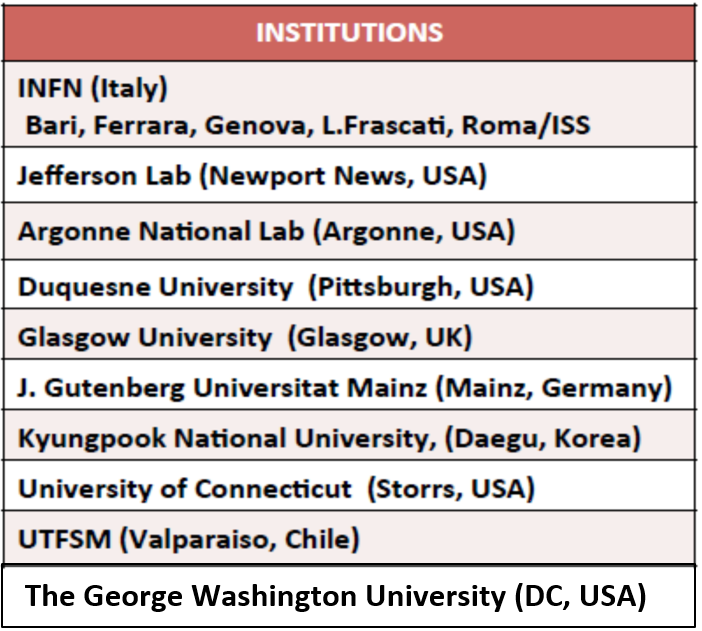 INSTITUTIONS
INFN (Italy)
Bari, Ferrara, Genova, L.Frascati, Roma/ISS
Jefferson Lab (Newport News, USA)
Argonne National Lab (Argonne, USA)
Duquesne University (Pittsburgh, USA)
Glasgow University (Glasgow, UK)
J. Gutenberg Universitat Mainz (Mainz, Germany)
Kyungpook National University, (Daegu, Korea)
University of Connecticut (Storrs, USA)
UTFSM (Valparaiso, Chile)
The George Washington University (DC, USA)